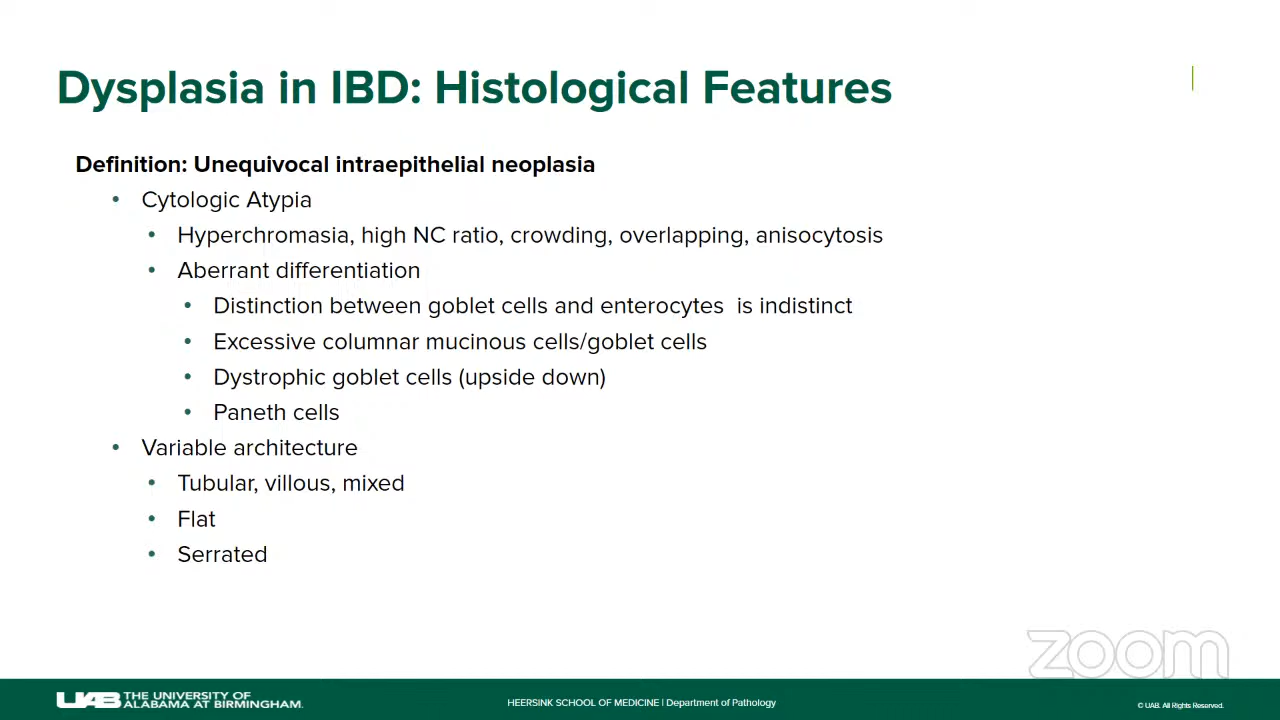 Dysplasia in IBD: Histological Features
Definition: Unequivocal intraepithelial neoplasia
• Cytologic Atypia
• Hyperchromasia, high NC ratio, crowding, overlapping, anisocytosis
• Aberrant differentiation
• Distinction between goblet cells and enterocytes  is indistinct
• Excessive columnar mucinous cells/goblet cells
• Dystrophic goblet cells (upside down)
• Paneth cells
• Variable architecture
• Tubular, villous, mixed
• Flat
• Serrated
zoom
UAB THE UNIVERSITY OF
ALABAMA AT BIRMINGHAM.
HEERSINK SCHOOL OF MEDICINE | Department of Pathology
© UAB. All Rights Reserved.